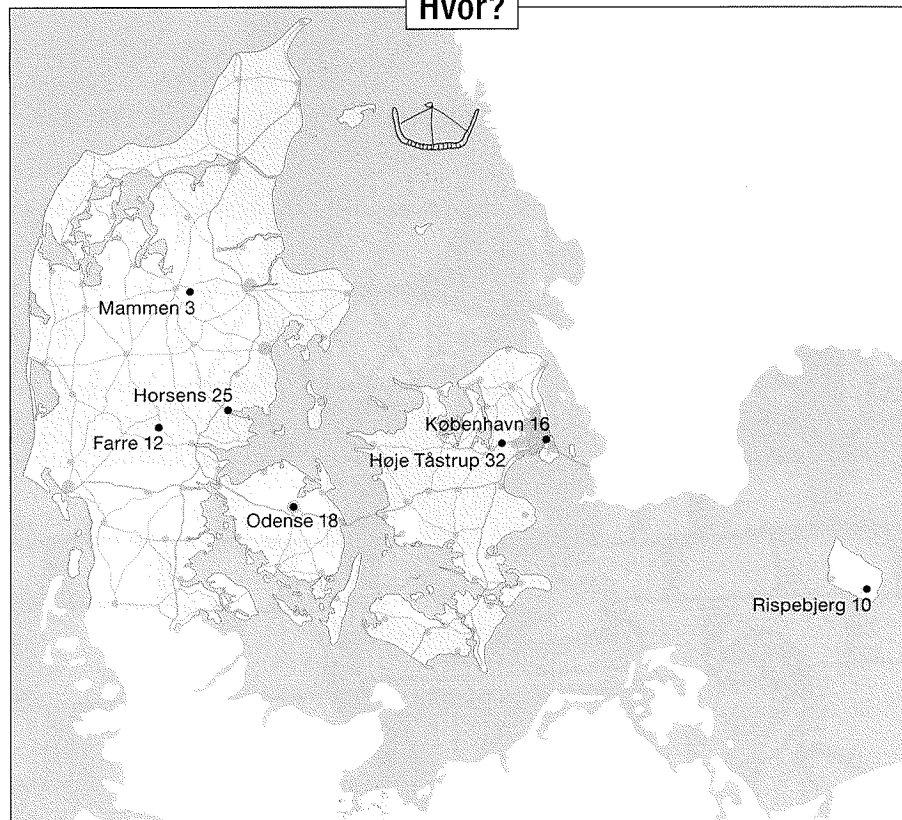 Hvor?
Mammen 3
Horsens 25
Farre 12
København 16
Høje Tåstrup 32
Odense 18
Rispebjerg 10